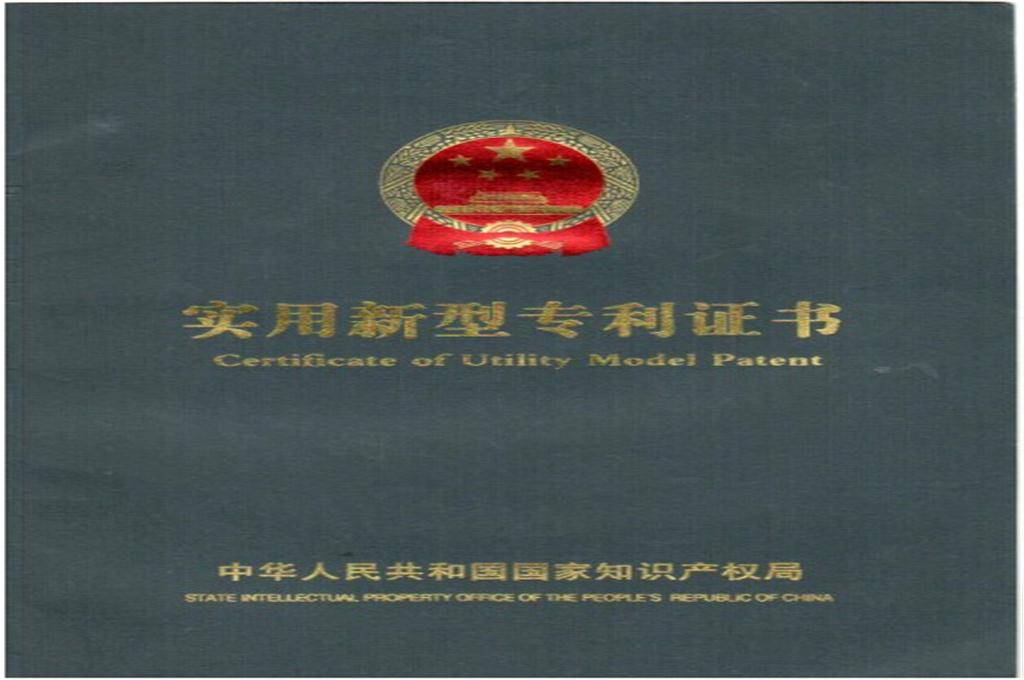 实用新型专利证书
Certificate of Utility Model Patent
中华人民共和国国家知识产权局
STATE INTELLECTUAL PROPERTY OFFICE OF THE PEOPLE'S REPUBLIC OF CHINA